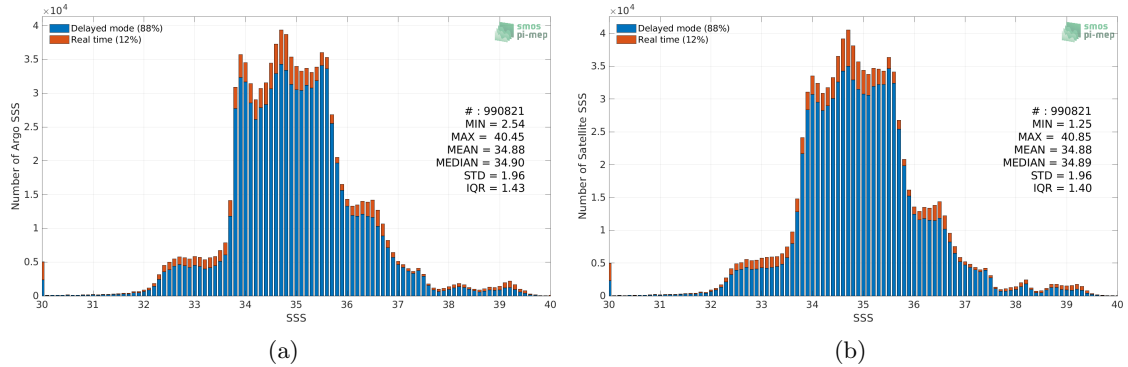 ×10⁴
Delayed mode (88%)
Real time (12%)
smos
pi-mep
# : 990821
MIN = 2.54
MAX = 40.45
MEAN = 34.88
MEDIAN = 34.90
STD = 1.96
IQR = 1.43
Number of Argo SSS
4
3.5
3
2.5
2
1.5
1
0.5
0
30 31 32 33 34 35 36 37 38 39 40
SSS
(a)
×10⁴
Delayed mode (88%)
Real time (12%)
smos
pi-mep
# : 990821
MIN = 1.25
MAX = 40.85
MEAN = 34.88
MEDIAN = 34.89
STD = 1.96
IQR = 1.40
Number of Satellite SSS
4
3.5
3
2.5
2
1.5
1
0.5
0
30 31 32 33 34 35 36 37 38 39 40
SSS
(b)